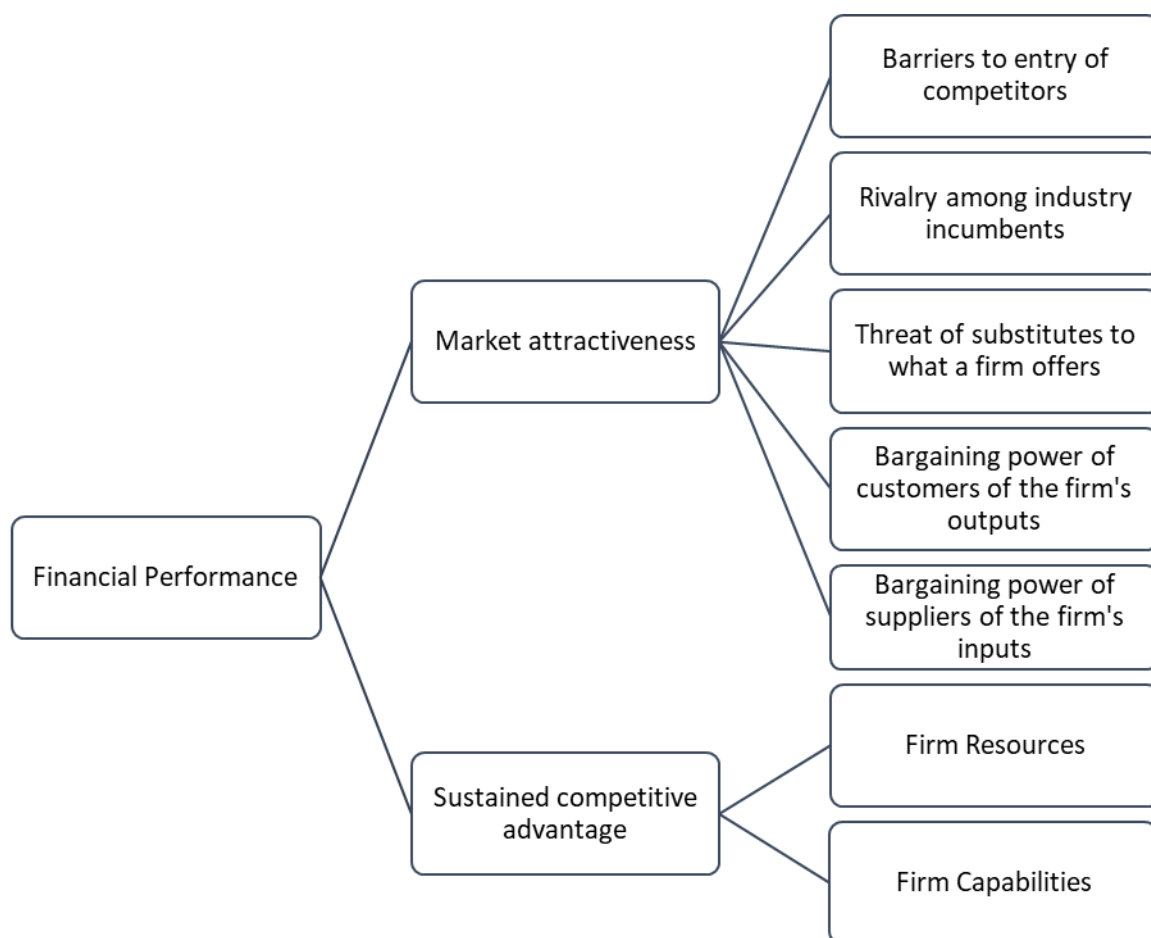 Barriers to entry of
competitors
Rivalry among industry
incumbents
Threat of substitutes to
what a firm offers
Market attractiveness
Bargaining power of
customers of the firm's
outputs
Financial Performance
Bargaining power of
suppliers of the firm's
inputs
Firm Resources
Sustained competitive
advantage
Firm Capabilities